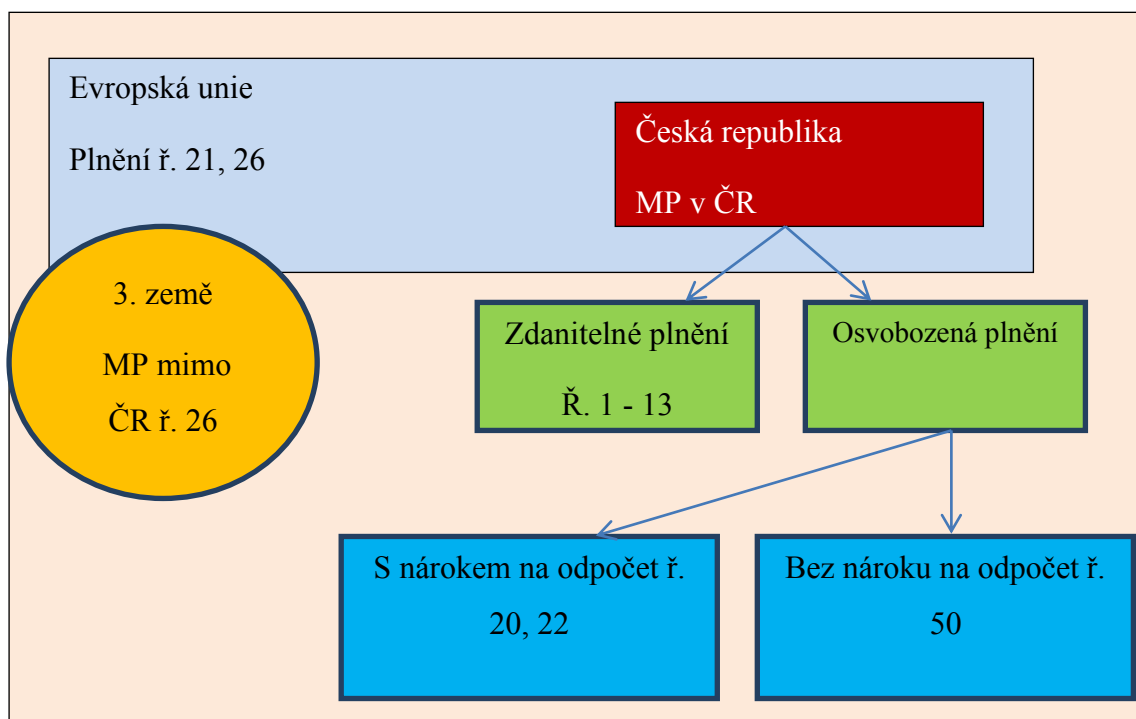 Evropská unie
Plnění ř. 21, 26
Česká republika
MP v ČR
3. země
MP mimo
ČR ř. 26
Zdanitelné plnění
Ř. 1 - 13
Osvobozená plnění
S nárokem na odpočet ř.
20, 22
Bez nároku na odpočet ř.
50